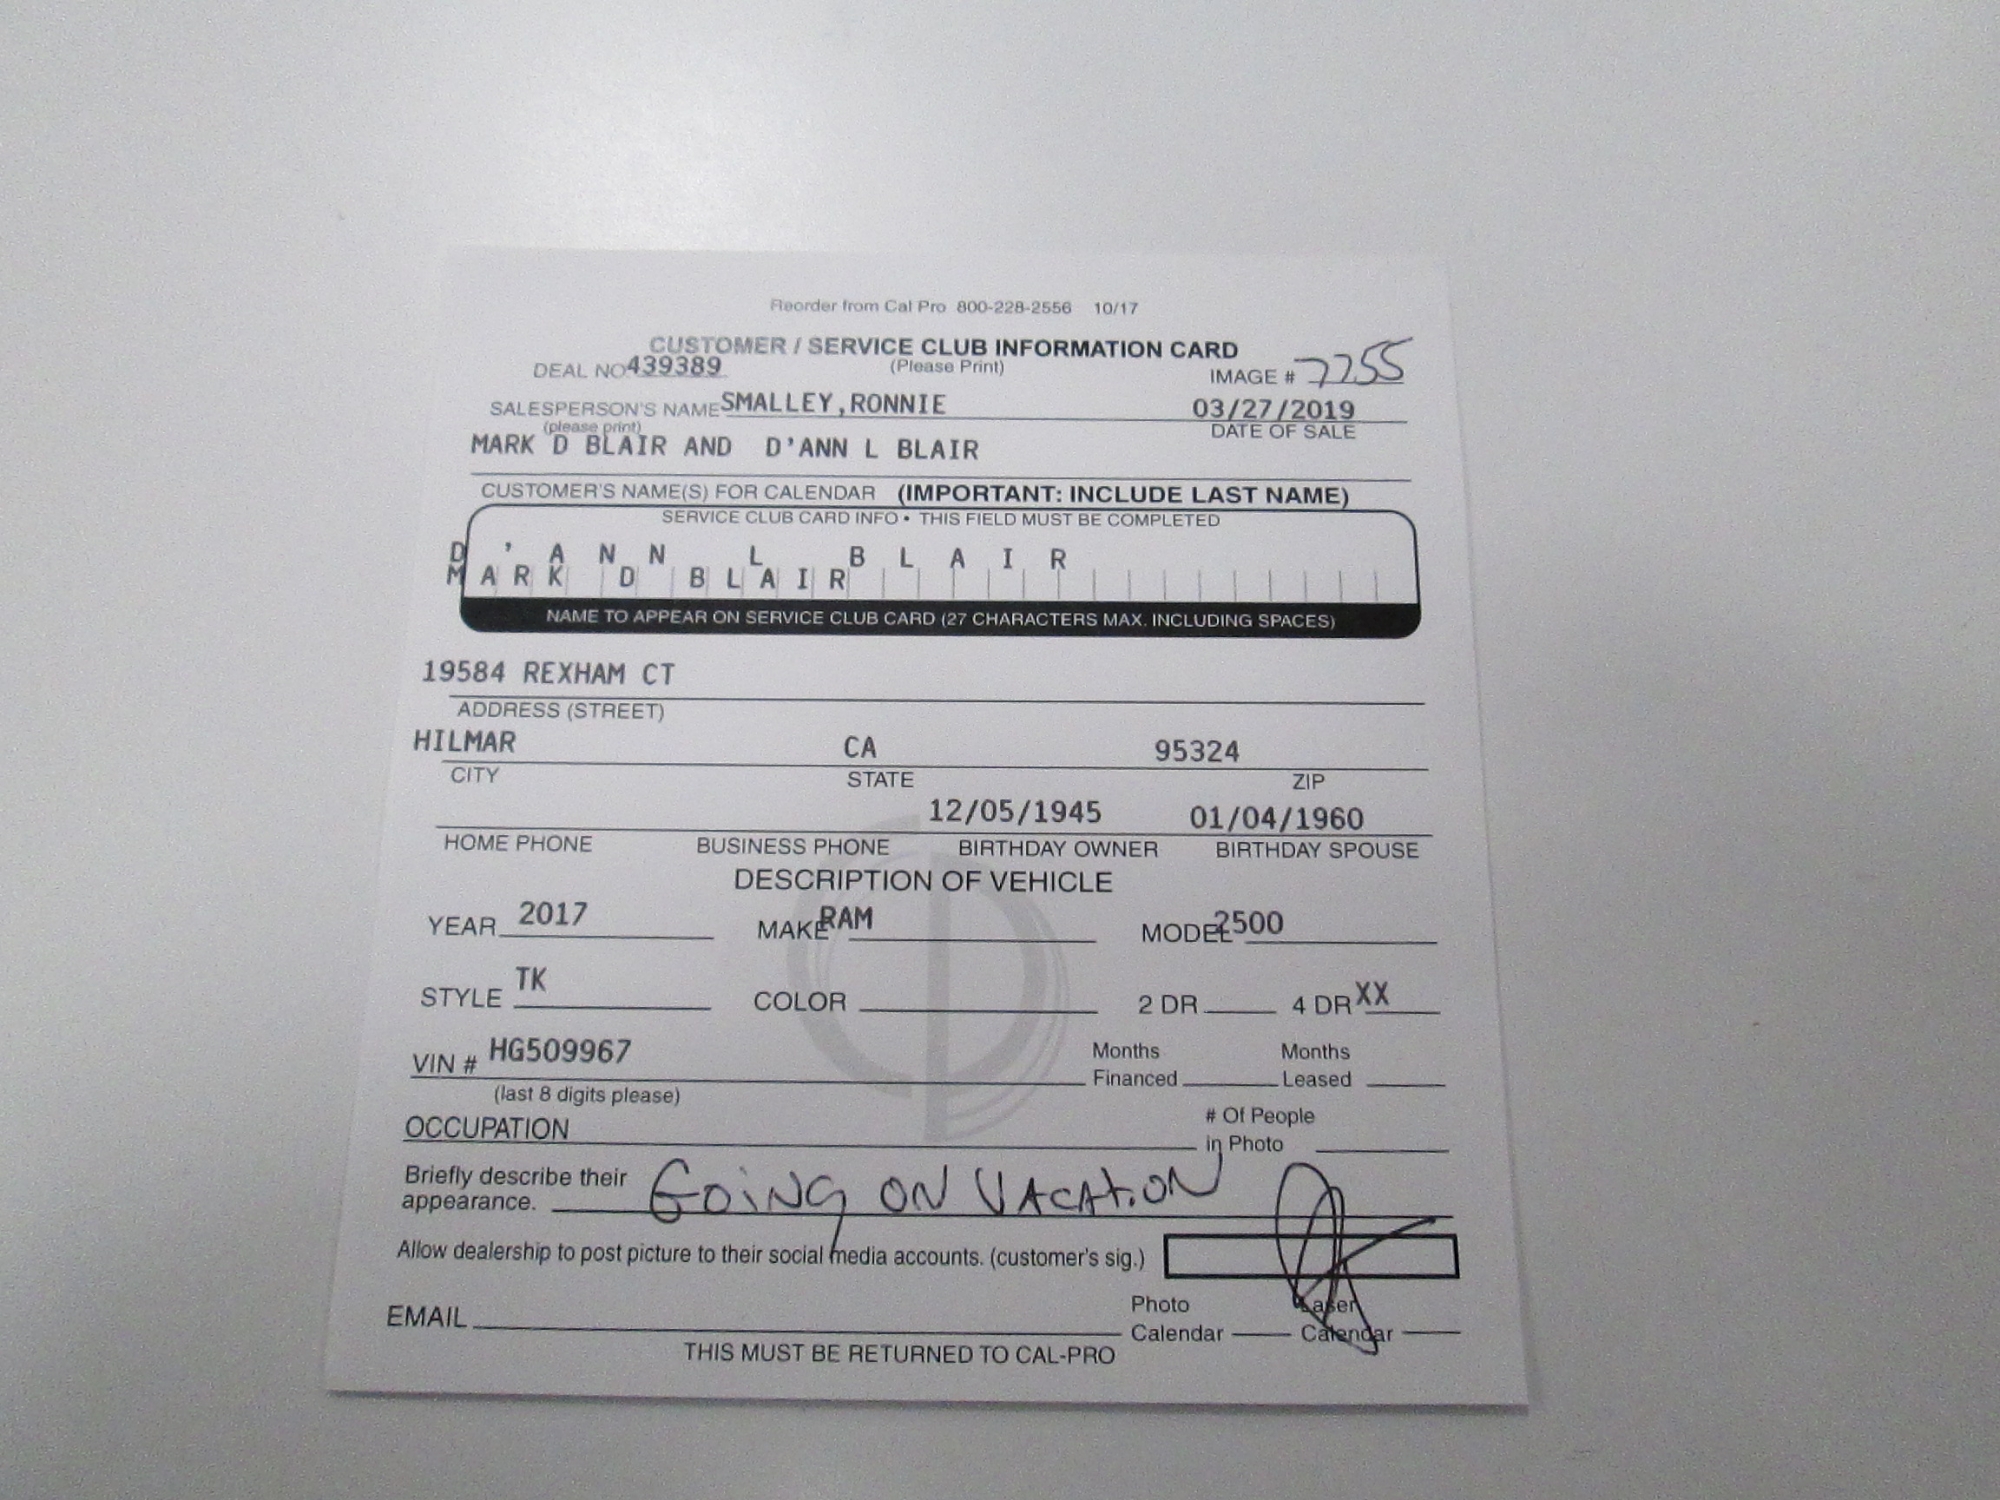 Reorder from Cal Pro 800-228-2556 10/17
CUSTOMER / SERVICE CLUB INFORMATION CARD
DEAL NO. 439389 (Please Print) IMAGE # 7255
SALESPERSON'S NAME SMALLEY,RONNIE 03/27/2019
(please print) DATE OF SALE
MARK D BLAIR AND D'ANN L BLAIR
CUSTOMER'S NAME(S) FOR CALENDAR (IMPORTANT: INCLUDE LAST NAME)
SERVICE CLUB CARD INFO • THIS FIELD MUST BE COMPLETED
D ' A N N L B L A I R
M A R K D B L A I R
NAME TO APPEAR ON SERVICE CLUB CARD (27 CHARACTERS MAX. INCLUDING SPACES)
19584 REXHAM CT
ADDRESS (STREET)
HILMAR CA 95324
CITY STATE ZIP
12/05/1945 01/04/1960
HOME PHONE BUSINESS PHONE BIRTHDAY OWNER BIRTHDAY SPOUSE
DESCRIPTION OF VEHICLE
YEAR 2017 MAKE RAM MODEL 2500
STYLE TK COLOR 2 DR 4 DR XX
VIN # HG509967 Months Financed Months Leased
(last 8 digits please)
OCCUPATION # Of People in Photo
Briefly describe their appearance. GOING ON VACATION
Allow dealership to post picture to their social media accounts. (customer's sig.)
EMAIL Photo Calendar Laser Calendar
THIS MUST BE RETURNED TO CAL-PRO